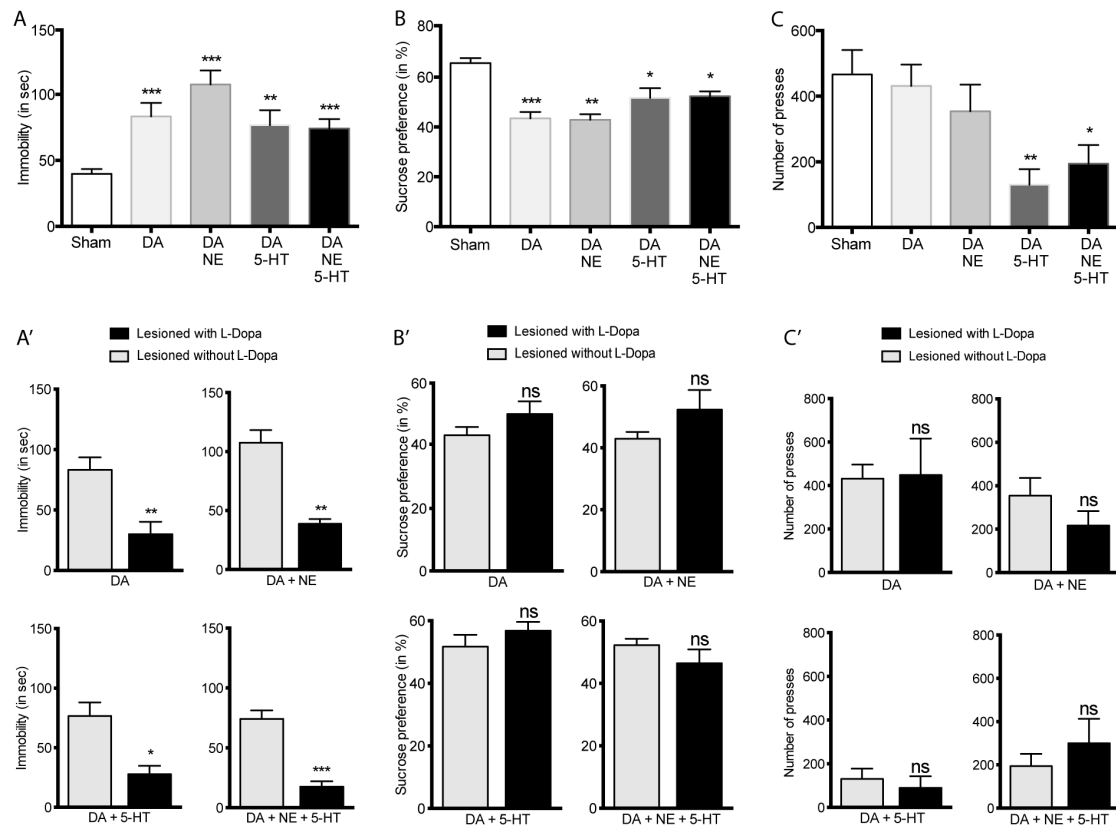 A
Immobility (in sec)
150
100
50
0
***
***
**
***
Sham
DA
DA
NE
DA
5-HT
DA
NE
5-HT
B
Sucrose preference (in %)
80
60
40
20
0
***
**
*
*
Sham
DA
DA
NE
DA
5-HT
DA
NE
5-HT
C
Number of presses
600
400
200
0
**
*
Sham
DA
DA
NE
DA
5-HT
DA
NE
5-HT
A’
Lesioned with L-Dopa
Lesioned without L-Dopa
Immobility (in sec)
150
100
50
0
**
DA
150
100
50
0
**
DA + NE
Immobility (in sec)
150
100
50
0
*
DA + 5-HT
150
100
50
0
***
DA + NE + 5-HT
B’
Lesioned with L-Dopa
Lesioned without L-Dopa
Sucrose preference (in %)
60
40
20
0
ns
DA
60
40
20
0
ns
DA + NE
Sucrose preference (in %)
60
40
20
0
ns
DA + 5-HT
60
40
20
0
ns
DA + NE + 5-HT
C’
Lesioned with L-Dopa
Lesioned without L-Dopa
Number of presses
800
600
400
200
0
ns
DA
800
600
400
200
0
ns
DA + NE
Number of presses
800
600
400
200
0
ns
DA + 5-HT
800
600
400
200
0
ns
DA + NE + 5-HT